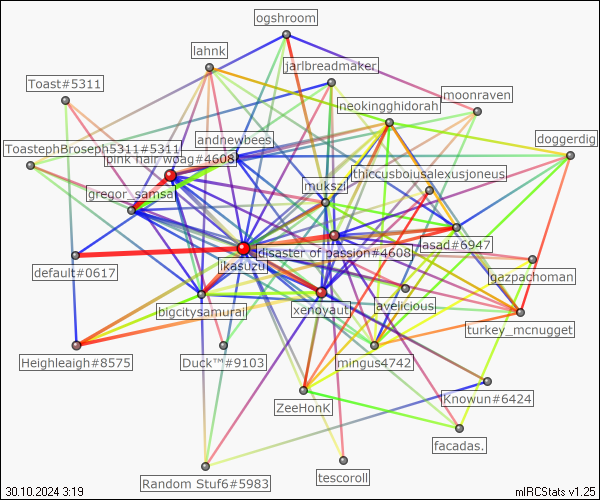 ogshroom
lahnk
jarlbreadmaker
Toast#5311
moonraven
neokingghidorah
andnewbees
doggerdig
ToastephBroseph5311#5311
pink hair woag#4608
thiccusboiusalexusjoneus
mukszi
gregor_samsa
jasad#6947
disaster of passion#4608
ikasuzu
default#0617
gazpachoman
avelicious
bigcitysamurai
xenoyaut
turkey_mcnugget
Heighleigh#8575
Duck™#9103
mingus4742
Knowun#6424
ZeeHonK
facadas.
Random Stuf6#5983
tescoroll
30.10.2024 3:19
mIRCStats v1.25